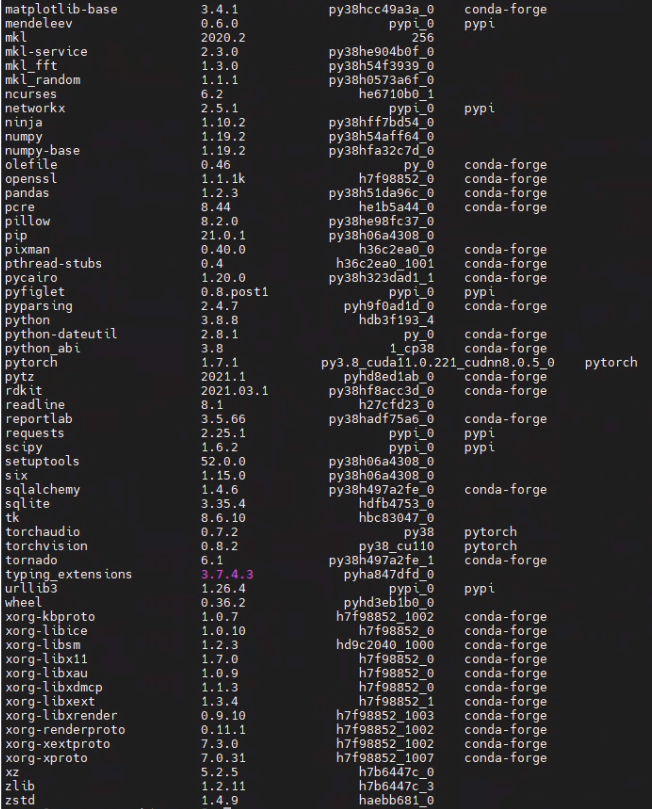 matplotlib-base 3.4.1 py38hcc49a3a_0 conda-forge
mendeleev 0.6.0 pypi_0 pypi
mkl 2020.2 256
mkl-service 2.3.0 py38he904b0f_0
mkl_fft 1.3.0 py38h54f3939_0
mkl_random 1.1.1 py38h0573a6f_0
ncurses 6.2 he6710b0_1
networkx 2.5.1 pypi_0 pypi
ninja 1.10.2 py38hff7bd54_0
numpy 1.19.2 py38h54aff64_0
numpy-base 1.19.2 py38hfa32c7d_0
olefile 0.46 py_0 conda-forge
openssl 1.1.1k h7f98852_0 conda-forge
pandas 1.2.3 py38h51da96c_0 conda-forge
pcre 8.44 he1b5a44_0 conda-forge
pillow 8.2.0 py38he98fc37_0
pip 21.0.1 py38h06a4308_0
pixman 0.40.0 h36c2ea0_0 conda-forge
pthread-stubs 0.4 h36c2ea0_1001 conda-forge
pycairo 1.20.0 py38h323dad1_1 conda-forge
pyfiglet 0.8.post1 pypi_0 pypi
pyparsing 2.4.7 pyh9f0ad1d_0 conda-forge
python 3.8.8 hdb3f193_4
python-dateutil 2.8.1 py_0 conda-forge
python_abi 3.8 1_cp38 conda-forge
pytorch 1.7.1 py3.8_cuda11.0.221_cudnn8.0.5_0 pytorch
pytz 2021.1 pyhd8ed1ab_0 conda-forge
rdkit 2021.03.1 py38hf8acc3d_0 conda-forge
readline 8.1 h27cfd23_0
reportlab 3.5.66 py38hadf75a6_0 conda-forge
requests 2.25.1 pypi_0 pypi
scipy 1.6.2 pypi_0 pypi
setuptools 52.0.0 py38h06a4308_0
six 1.15.0 py38h06a4308_0
sqlalchemy 1.4.6 py38h497a2fe_0 conda-forge
sqlite 3.35.4 hdfb4753_0
tk 8.6.10 hbc83047_0
torchaudio 0.7.2 py38 pytorch
torchvision 0.8.2 py38_cu110 pytorch
tornado 6.1 py38h497a2fe_1 conda-forge
typing_extensions 3.7.4.3 pyha847dfd_0
urllib3 1.26.4 pypi_0 pypi
wheel 0.36.2 pyhd3eb1b0_0
xorg-kbproto 1.0.7 h7f98852_1002 conda-forge
xorg-libice 1.0.10 h7f98852_0 conda-forge
xorg-libsm 1.2.3 hd9c2040_1000 conda-forge
xorg-libx11 1.7.0 h7f98852_0 conda-forge
xorg-libxau 1.0.9 h7f98852_0 conda-forge
xorg-libxdmcp 1.1.3 h7f98852_0 conda-forge
xorg-libxext 1.3.4 h7f98852_1 conda-forge
xorg-libxrender 0.9.10 h7f98852_1003 conda-forge
xorg-renderproto 0.11.1 h7f98852_1002 conda-forge
xorg-xextproto 7.3.0 h7f98852_1002 conda-forge
xorg-xproto 7.0.31 h7f98852_1007 conda-forge
xz 5.2.5 h7b6447c_0
zlib 1.2.11 h7b6447c_3
zstd 1.4.9 haebb681_0